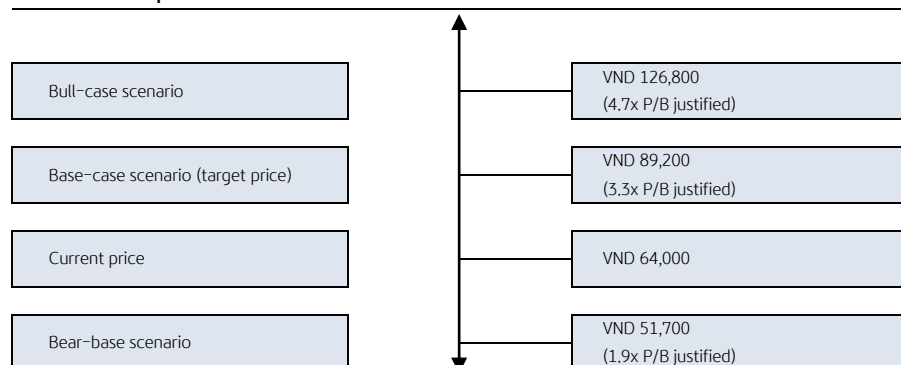 Bull-case scenario
VND 126,800
(4.7x P/B justified)
Base-case scenario (target price)
VND 89,200
(3.3x P/B justified)
Current price
VND 64,000
Bear-base scenario
VND 51,700
(1.9x P/B justified)